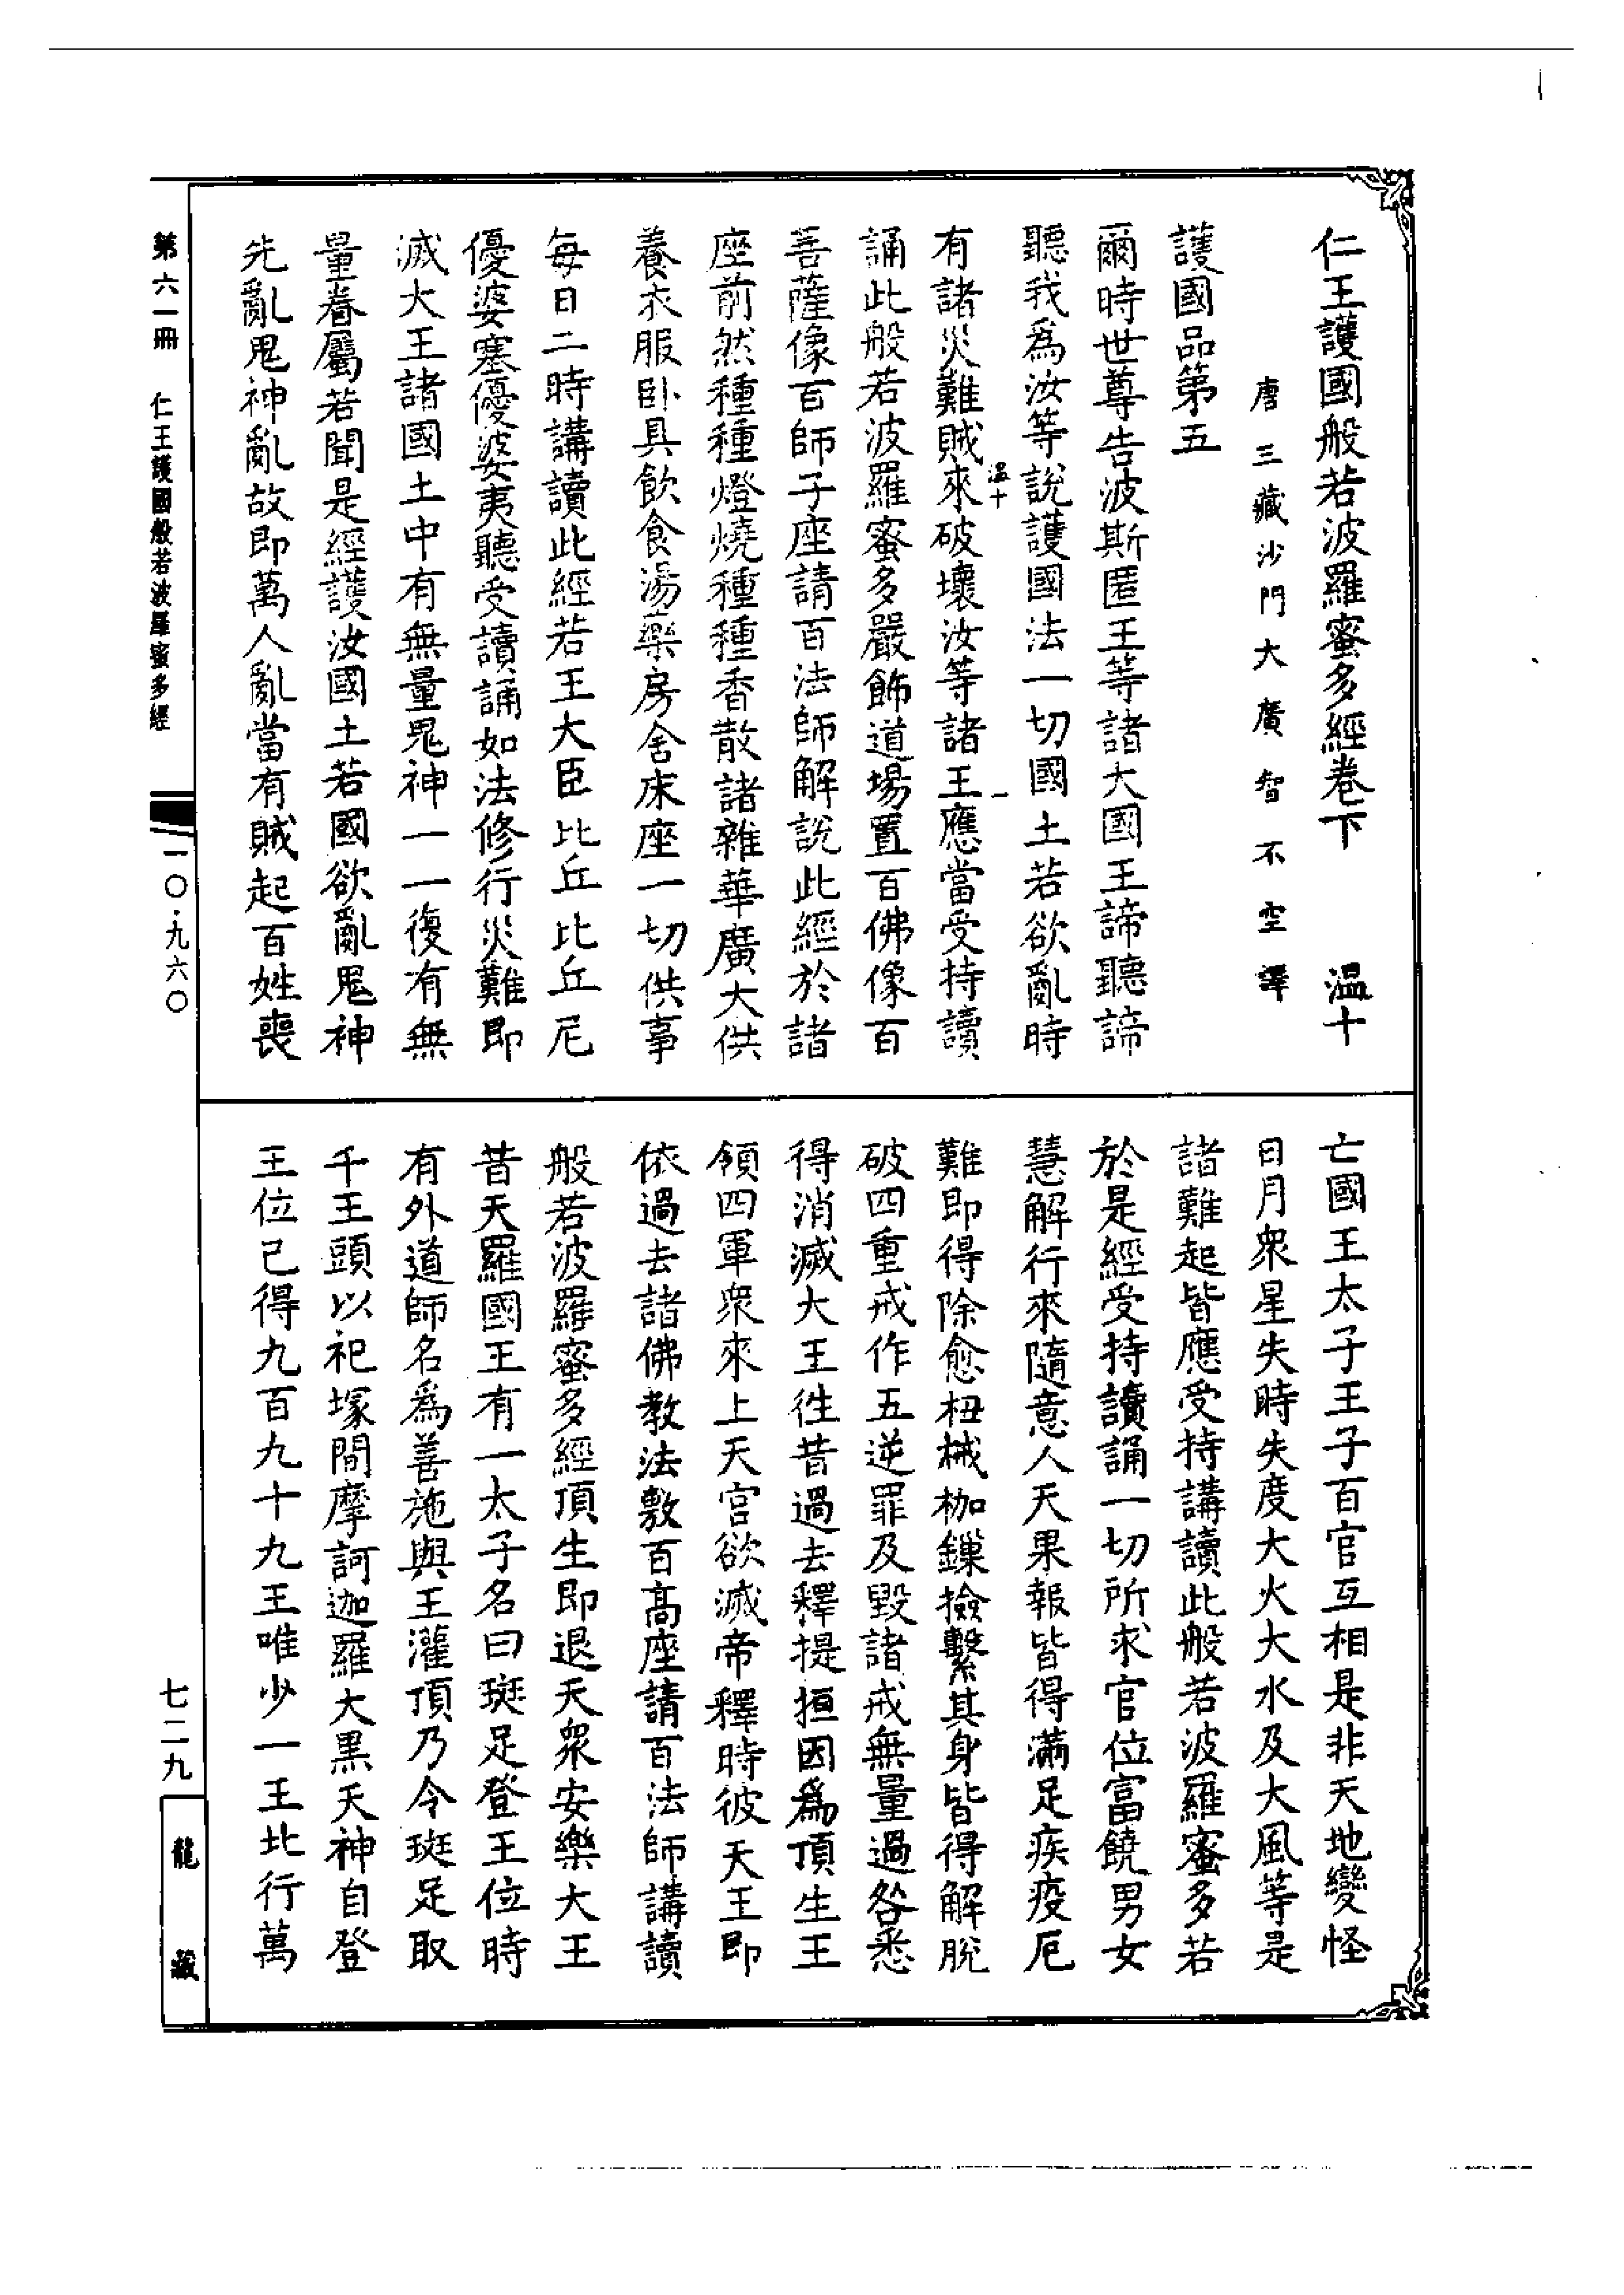 仁王護國般若波羅蜜多經卷下　溫十
唐三藏沙門大廣智不空譯
護國品第五
爾時世尊告波斯匿王等諸大國王諦聽諦
聽我為汝等說護國法一切國土若欲亂時
溫十　一
有諸災難賊來破壞汝等諸王應當受持讀
誦此般若波羅蜜多嚴飾道場置百佛像百
菩薩像百師子座請百法師解說此經於諸
座前然種種燈燒種種香散諸雜華廣大供
養衣服卧具飲食湯藥房舍床座一切供事
每日二時講讀此經若王大臣比丘比丘尼
優婆塞優婆夷聽受讀誦如法修行災難即
滅大王諸國土中有無量鬼神一一復有無
量眷屬若聞是經護汝國土若國欲亂鬼神
先亂鬼神亂故即萬人亂當有賊起百姓喪
亡國王太子王子百官互相是非天地變怪
日月眾星失時失度大火大水及大風等是
諸難起皆應受持講讀此般若波羅蜜多若
於是經受持讀誦一切所求官位富饒男女
慧解行來隨意人天果報皆得滿足疾疫厄
難即得除愈杻械枷鏁撿繫其身皆得解脫
破四重戒作五逆罪及毀諸戒無量過咎悉
得消滅大王往昔過去釋提桓因為頂生王
領四軍眾來上天宮欲滅帝釋時彼天王即
依過去諸佛教法敷百高座請百法師講讀
般若波羅蜜多經頂生即退天眾安樂大王
昔天羅國王有一太子名曰斑足登王位時
有外道師名為善施與王灌頂乃令斑足取
千王頭以祀塚間摩訶迦羅大黑天神自登
王位已得九百九十九王唯少一王北行萬
第六一冊　仁王護國般若波羅蜜多經
一〇·九六〇
七二九
龍藏